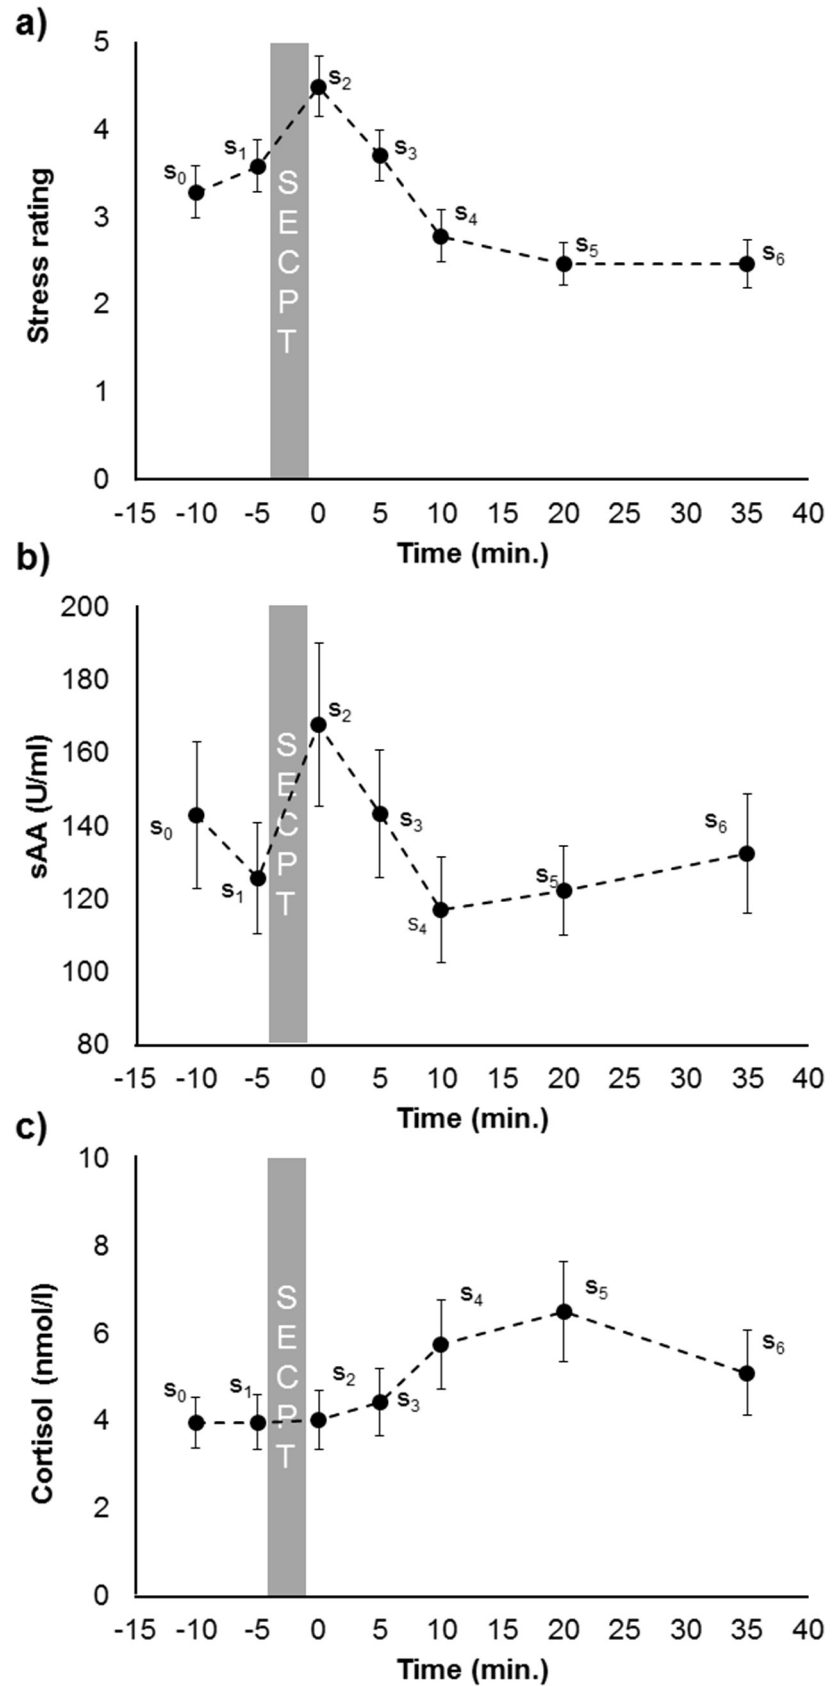 a)
5
4
3
2
1
0
Stress rating
S
E
C
P
T
s0
s1
s2
s3
s4
s5
s6
-15 -10 -5 0 5 10 15 20 25 30 35 40
Time (min.)
b)
200
180
160
140
120
100
80
sAA (U/ml)
S
E
C
P
T
s0
s1
s2
s3
s4
s5
s6
-15 -10 -5 0 5 10 15 20 25 30 35 40
Time (min.)
c)
10
8
6
4
2
0
Cortisol (nmol/l)
S
E
C
P
T
s0
s1
s2
s3
s4
s5
s6
-15 -10 -5 0 5 10 15 20 25 30 35 40
Time (min.)